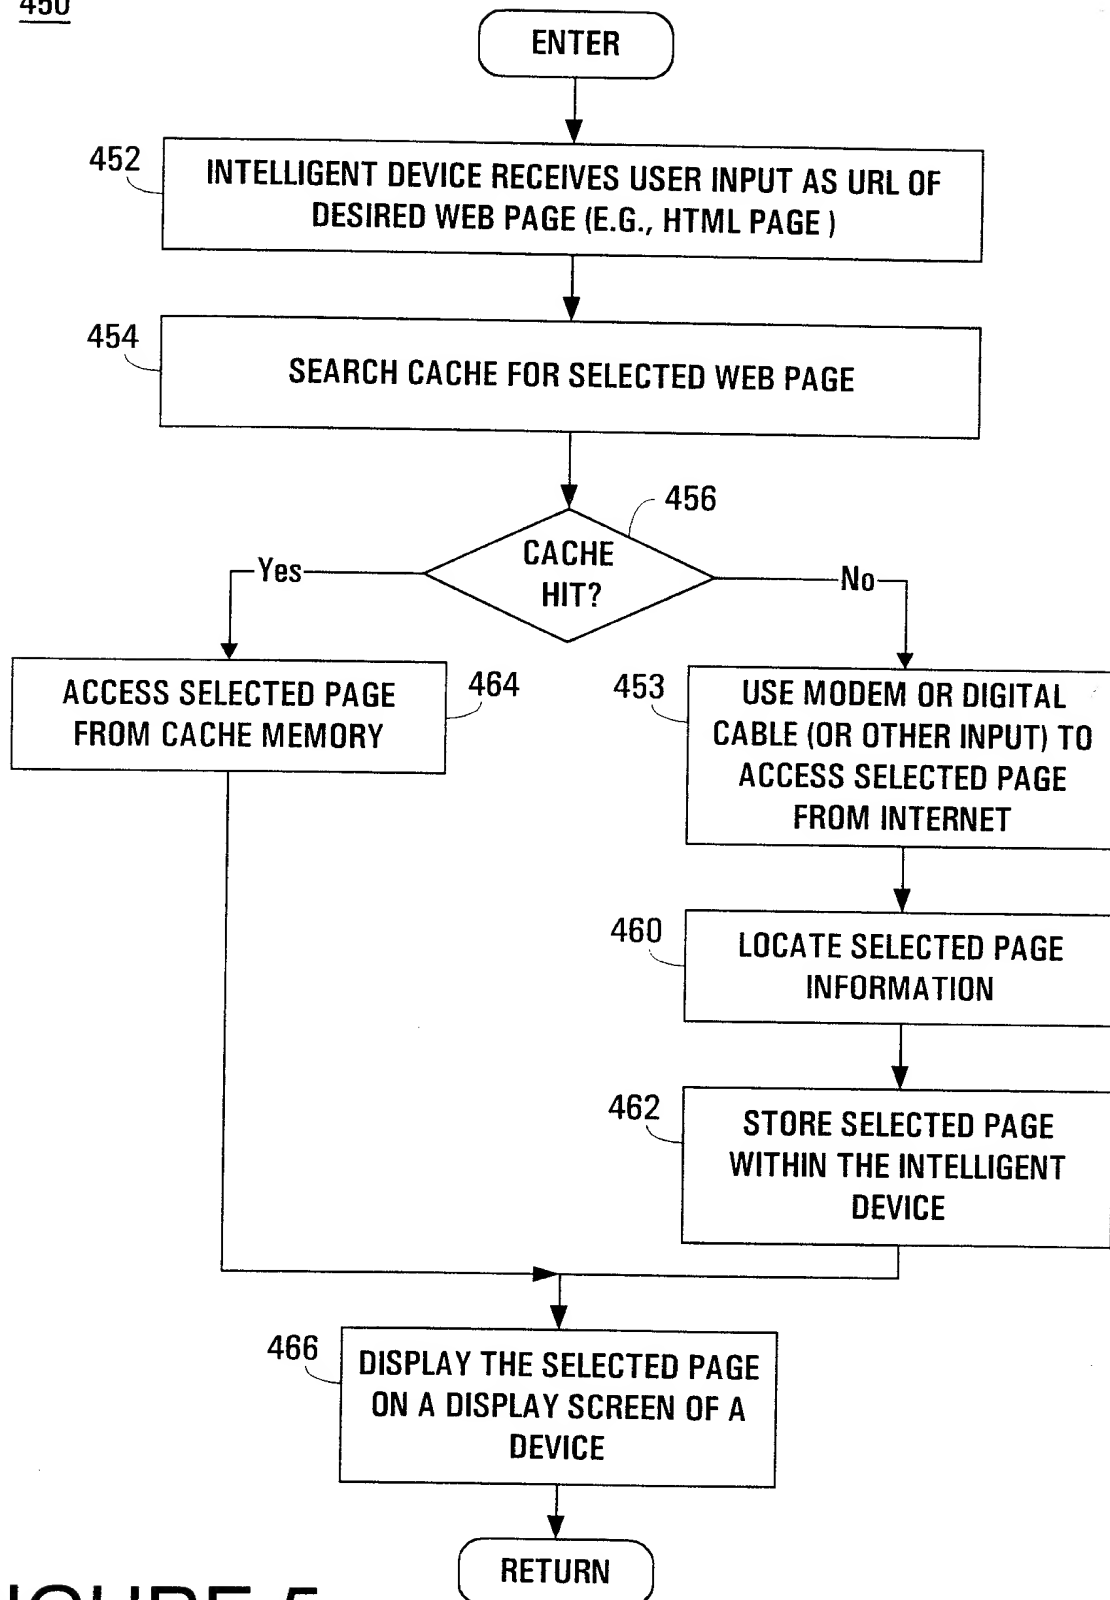 450
ENTER
452
INTELLIGENT DEVICE RECEIVES USER INPUT AS URL OF
DESIRED WEB PAGE (E.G., HTML PAGE )
454
SEARCH CACHE FOR SELECTED WEB PAGE
456
CACHE
HIT?
Yes
No
ACCESS SELECTED PAGE
FROM CACHE MEMORY
464
453
USE MODEM OR DIGITAL
CABLE (OR OTHER INPUT) TO
ACCESS SELECTED PAGE
FROM INTERNET
460
LOCATE SELECTED PAGE
INFORMATION
462
STORE SELECTED PAGE
WITHIN THE INTELLIGENT
DEVICE
466
DISPLAY THE SELECTED PAGE
ON A DISPLAY SCREEN OF A
DEVICE
RETURN